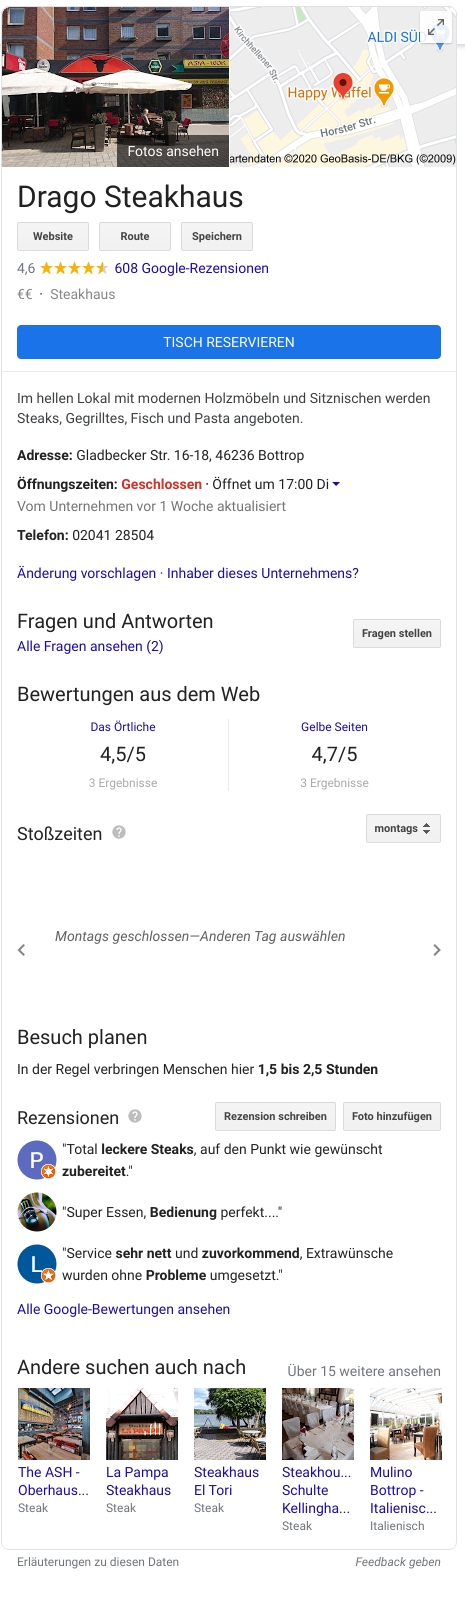 Kirchhellener Str.
ALDI SÜ
Happy Waffel
Horster Str.
Fotos ansehen
artendaten ©2020 GeoBasis-DE/BKG (©2009)
Drago Steakhaus
Website Route Speichern
4,6 608 Google-Rezensionen
€€ · Steakhaus
TISCH RESERVIEREN
Im hellen Lokal mit modernen Holzmöbeln und Sitznischen werden
Steaks, Gegrilltes, Fisch und Pasta angeboten.
Adresse: Gladbecker Str. 16-18, 46236 Bottrop
Öffnungszeiten: Geschlossen · Öffnet um 17:00 Di
Vom Unternehmen vor 1 Woche aktualisiert
Telefon: 02041 28504
Änderung vorschlagen · Inhaber dieses Unternehmens?
Fragen und Antworten
Fragen stellen
Alle Fragen ansehen (2)
Bewertungen aus dem Web
Das Örtliche Gelbe Seiten
4,5/5 4,7/5
3 Ergebnisse 3 Ergebnisse
Stoßzeiten ? montags
Montags geschlossen—Anderen Tag auswählen
Besuch planen
In der Regel verbringen Menschen hier 1,5 bis 2,5 Stunden
Rezensionen ? Rezension schreiben Foto hinzufügen
P "Total leckere Steaks, auf den Punkt wie gewünscht
zubereitet."
"Super Essen, Bedienung perfekt...."
L "Service sehr nett und zuvorkommend, Extrawünsche
wurden ohne Probleme umgesetzt."
Alle Google-Bewertungen ansehen
Andere suchen auch nach Über 15 weitere ansehen
The ASH - La Pampa Steakhaus Steakhou... Mulino
Oberhaus... Steakhaus El Tori Schulte Bottrop -
Steak Steak Steak Kellingha... Italienisc...
Steak Italienisch
Erläuterungen zu diesen Daten Feedback geben